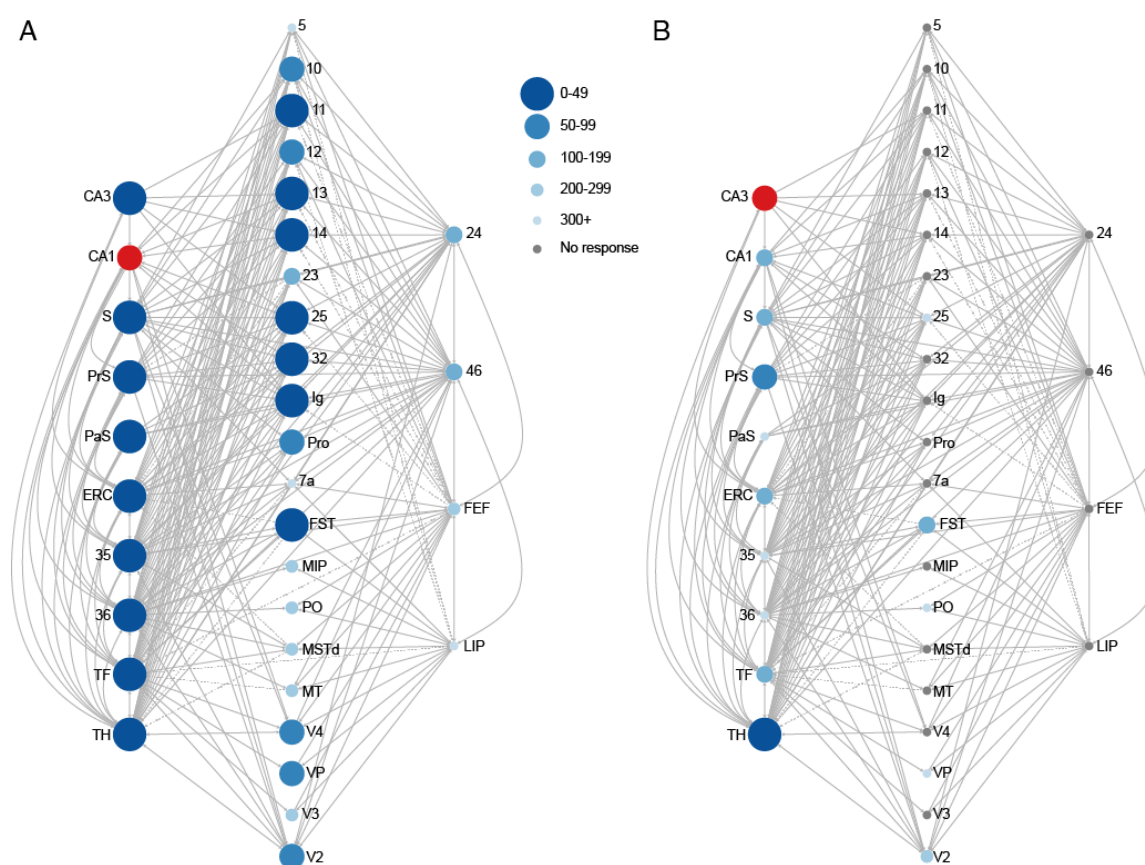 A
5
10
11
12
CA3
13
14
24
CA1
23
S
25
32
46
PrS
Ig
PaS
Pro
7a
ERC
FEF
FST
35
MIP
PO
36
MSTd
LIP
TF
MT
V4
TH
VP
V3
V2
0-49
50-99
100-199
200-299
300+
No response
B
5
10
11
12
CA3
13
14
24
CA1
23
S
25
32
46
PrS
Ig
PaS
Pro
7a
ERC
FEF
FST
35
MIP
PO
36
MSTd
LIP
TF
MT
V4
TH
VP
V3
V2